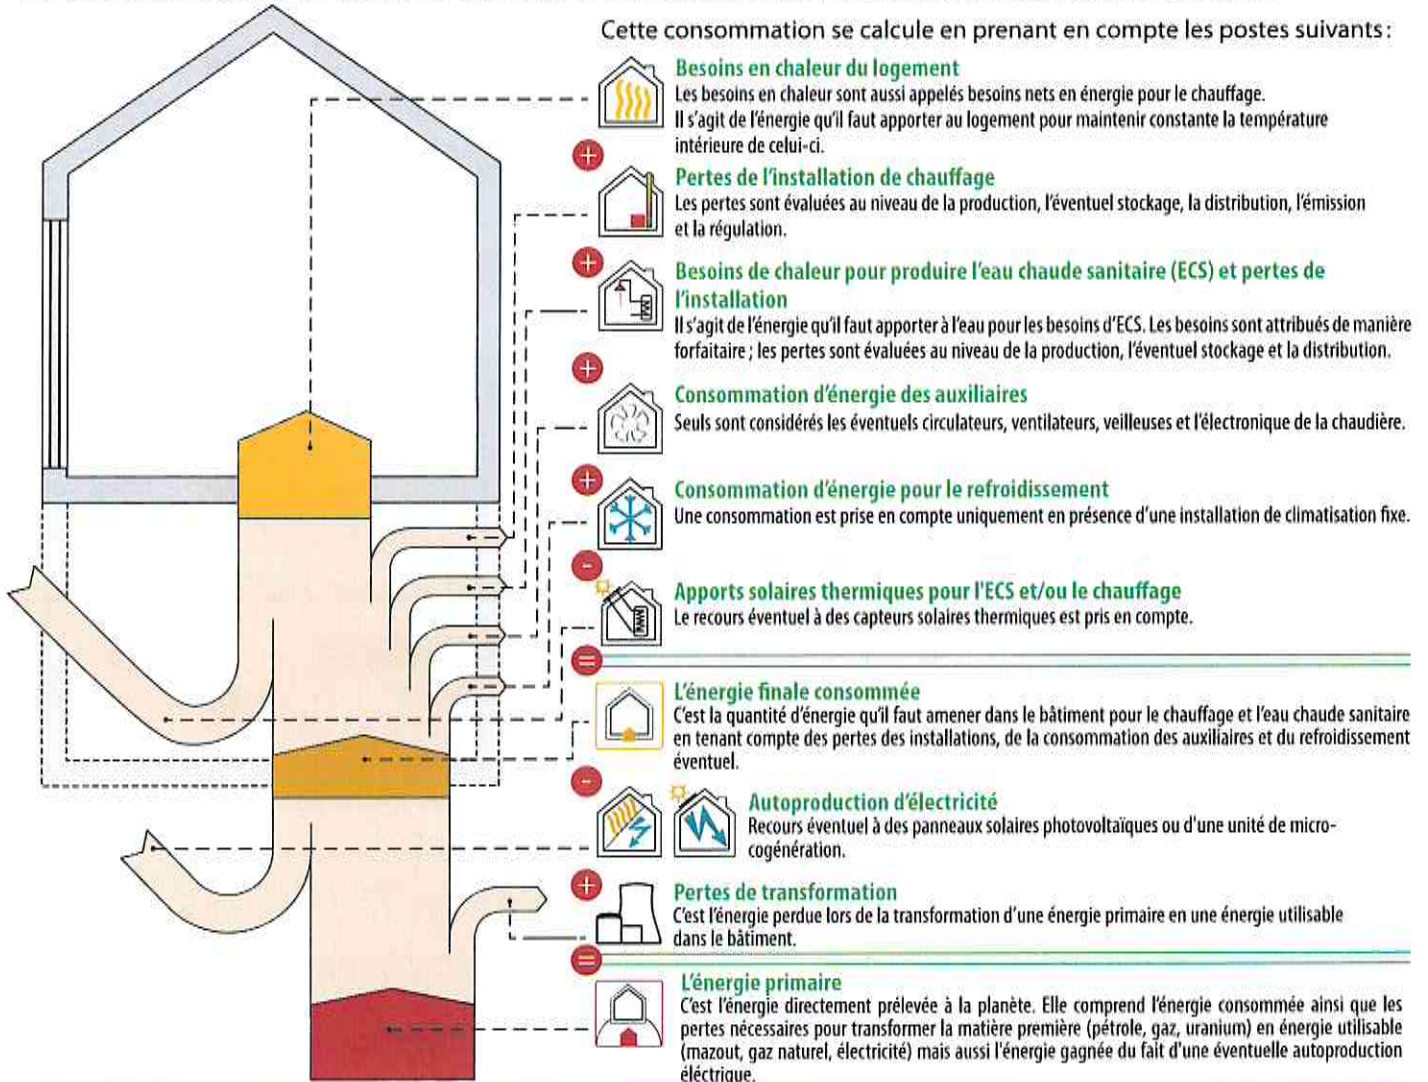 Cette consommation se calcule en prenant en compte les postes suivants :
Besoins en chaleur du logement
Les besoins en chaleur sont aussi appelés besoins nets en énergie pour le chauffage.
Il s'agit de l'énergie qu'il faut apporter au logement pour maintenir constante la température
intérieure de celui-ci.
+
Pertes de l'installation de chauffage
Les pertes sont évaluées au niveau de la production, l'éventuel stockage, la distribution, l'émission
et la régulation.
+
Besoins de chaleur pour produire l'eau chaude sanitaire (ECS) et pertes de
l'installation
Il s'agit de l'énergie qu'il faut apporter à l'eau pour les besoins d'ECS. Les besoins sont attribués de manière
forfaitaire ; les pertes sont évaluées au niveau de la production, l'éventuel stockage et la distribution.
+
Consommation d'énergie des auxiliaires
Seuls sont considérés les éventuels circulateurs, ventilateurs, veilleuses et l'électronique de la chaudière.
+
Consommation d'énergie pour le refroidissement
Une consommation est prise en compte uniquement en présence d'une installation de climatisation fixe.
-
Apports solaires thermiques pour l'ECS et/ou le chauffage
Le recours éventuel à des capteurs solaires thermiques est pris en compte.
=
L'énergie finale consommée
C'est la quantité d'énergie qu'il faut amener dans le bâtiment pour le chauffage et l'eau chaude sanitaire
en tenant compte des pertes des installations, de la consommation des auxiliaires et du refroidissement
éventuel.
-
Autoproduction d'électricité
Recours éventuel à des panneaux solaires photovoltaïques ou d'une unité de micro-
cogénération.
+
Pertes de transformation
C'est l'énergie perdue lors de la transformation d'une énergie primaire en une énergie utilisable
dans le bâtiment.
=
L'énergie primaire
C'est l'énergie directement prélevée à la planète. Elle comprend l'énergie consommée ainsi que les
pertes nécessaires pour transformer la matière première (pétrole, gaz, uranium) en énergie utilisable
(mazout, gaz naturel, électricité) mais aussi l'énergie gagnée du fait d'une éventuelle autoproduction
éléctrique.